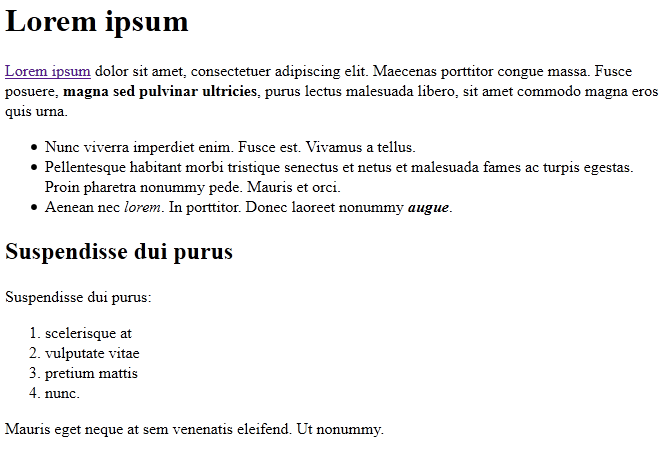 Lorem ipsum
Lorem ipsum dolor sit amet, consectetuer adipiscing elit. Maecenas porttitor congue massa. Fusce
posuere, magna sed pulvinar ultricies, purus lectus malesuada libero, sit amet commodo magna eros
quis urna.
• Nunc viverra imperdiet enim. Fusce est. Vivamus a tellus.
• Pellentesque habitant morbi tristique senectus et netus et malesuada fames ac turpis egestas.
Proin pharetra nonummy pede. Mauris et orci.
• Aenean nec lorem. In porttitor. Donec laoreet nonummy augue.
Suspendisse dui purus
Suspendisse dui purus:
1. scelerisque at
2. vulputate vitae
3. pretium mattis
4. nunc.
Mauris eget neque at sem venenatis eleifend. Ut nonummy.